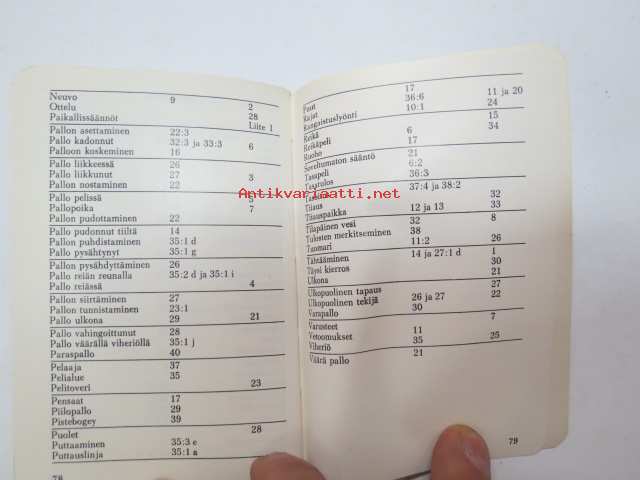 Neuvo 9
Ottelu 2
Paikallissäännöt 28
Liite 1
Pallon asettaminen 22:3
Pallo kadonnut 32:3 ja 33:3 6
Palloon koskeminen 16
Pallo liikkeessä 26
Pallo liikkunut 27 3
Pallon nostaminen 22
Pallo pelissä 5
Pallopoika 7
Pallon pudottaminen 22
Pallo pudonnut tiiltä 14
Pallon puhdistaminen 35:1 d
Pallo pysähtynyt 35:1 g
Pallon pysähdyttäminen 26
Pallo reiän reunalla 35:2 d ja 35:1 i
Pallo reiässä 4
Pallon siirtäminen 27
Pallon tunnistaminen 23:1
Pallo ulkona 29 21
Pallo vahingoittunut 28
Pallo väärällä viheriöllä 35:1 j
Paraspallo 40
Pelaaja 37
Pelialue 35
Pelitoveri 23
Pensaat 17
Piilopallo 29
Pistebogey 39
Puolet 28
Puttaaminen 35:3 e
Puttauslinja 35:1 a
78
Puut 17
Rajat 36:6 11 ja 20
Rangaistuslyönti 10:1 24
Reikä 15
Reikäpeli 6 34
Ruoho 17
Soveltumaton sääntö 21
Tasapeli 6:2
Tasatulos 36:3
37:4 ja 38:2
Tiiaus 32
Tiiauspaikka 12 ja 13 33
Tilapäinen vesi 32 8
Tulosten merkitseminen 38
Tuomari 11:2 26
Tähtääminen 14 ja 27:1 d 1
Täysi kierros 30
Ulkona 21
Ulkopuolinen tapaus 27
Ulkopuolinen tekijä 26 ja 27 22
Varapallo 30
Varusteet 7
Vetoomukset 11
Viheriö 35 25
Väärä pallo 21
79
Antikvariaatti.net